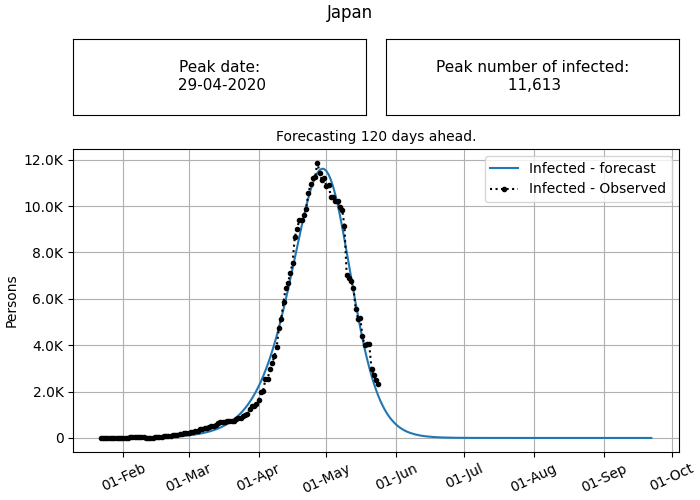 Japan
Peak date:
29-04-2020
Peak number of infected:
11,613
Forecasting 120 days ahead.
Infected - forecast
Infected - Observed
12.0K
10.0K
8.0K
6.0K
4.0K
2.0K
0
Persons
01-Feb
01-Mar
01-Apr
01-May
01-Jun
01-Jul
01-Aug
01-Sep
01-Oct